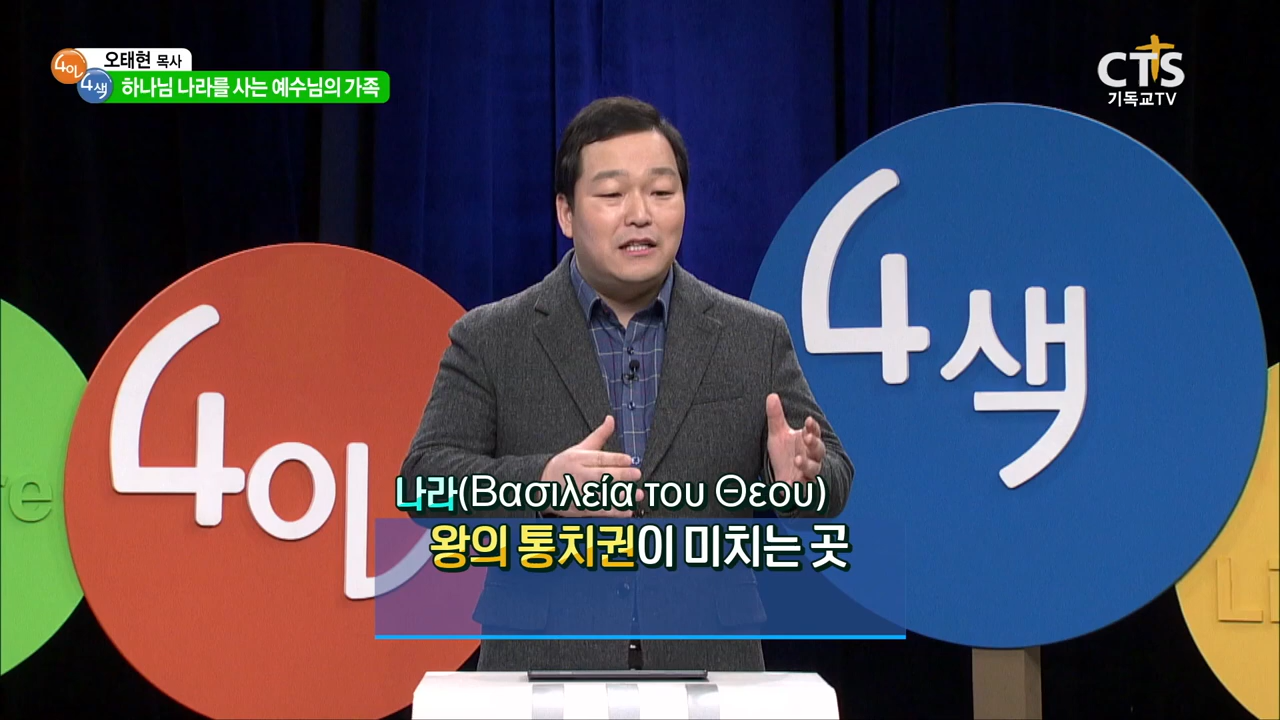 4인
4색
오태현 목사
하나님 나라를 사는 예수님의 가족
CTS
기독교TV
4인
4색
나라(Βασιλεία του Θεου)
왕의 통치권이 미치는 곳